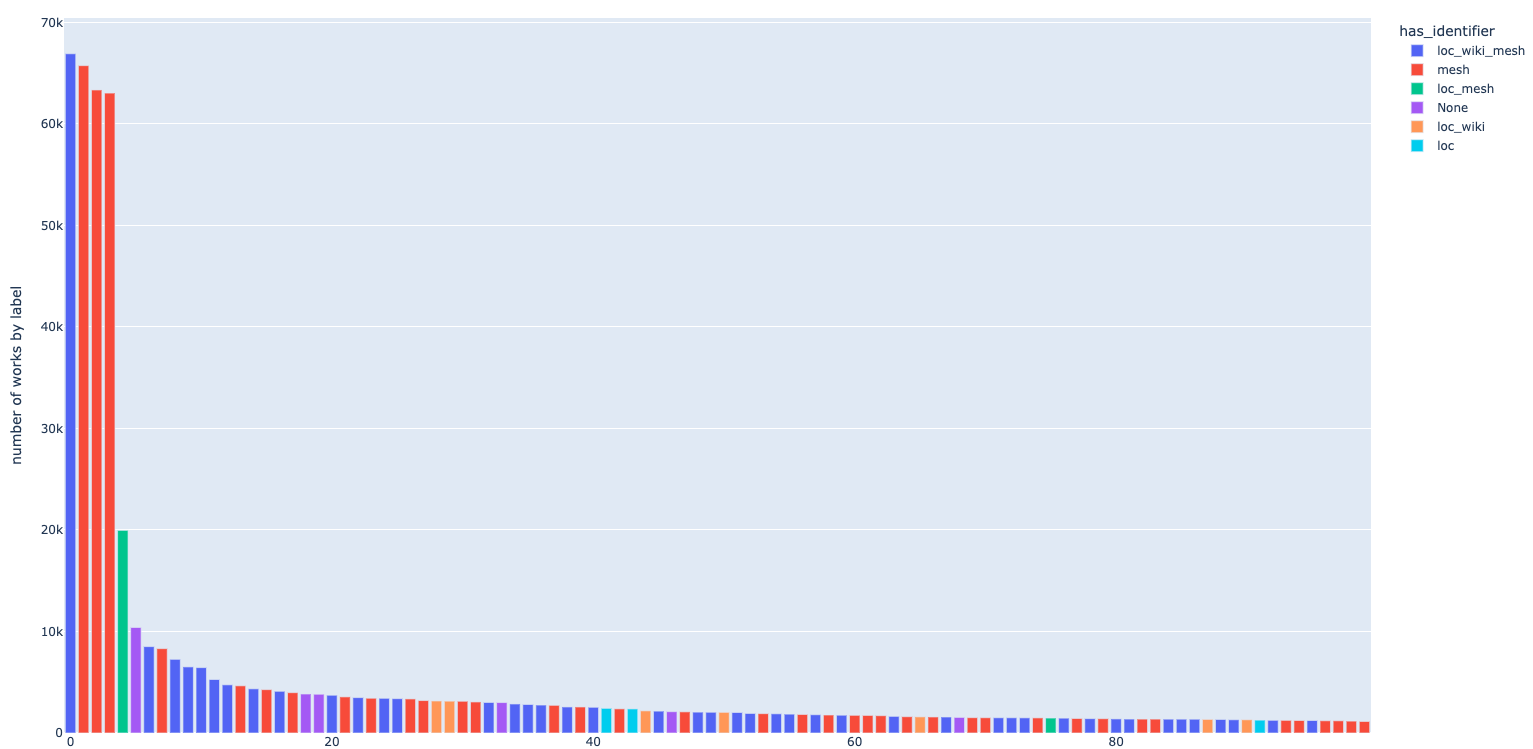 70k
60k
50k
40k
30k
20k
10k
0
number of works by label
0 20 40 60 80
has_identifier
loc_wiki_mesh
mesh
loc_mesh
None
loc_wiki
loc